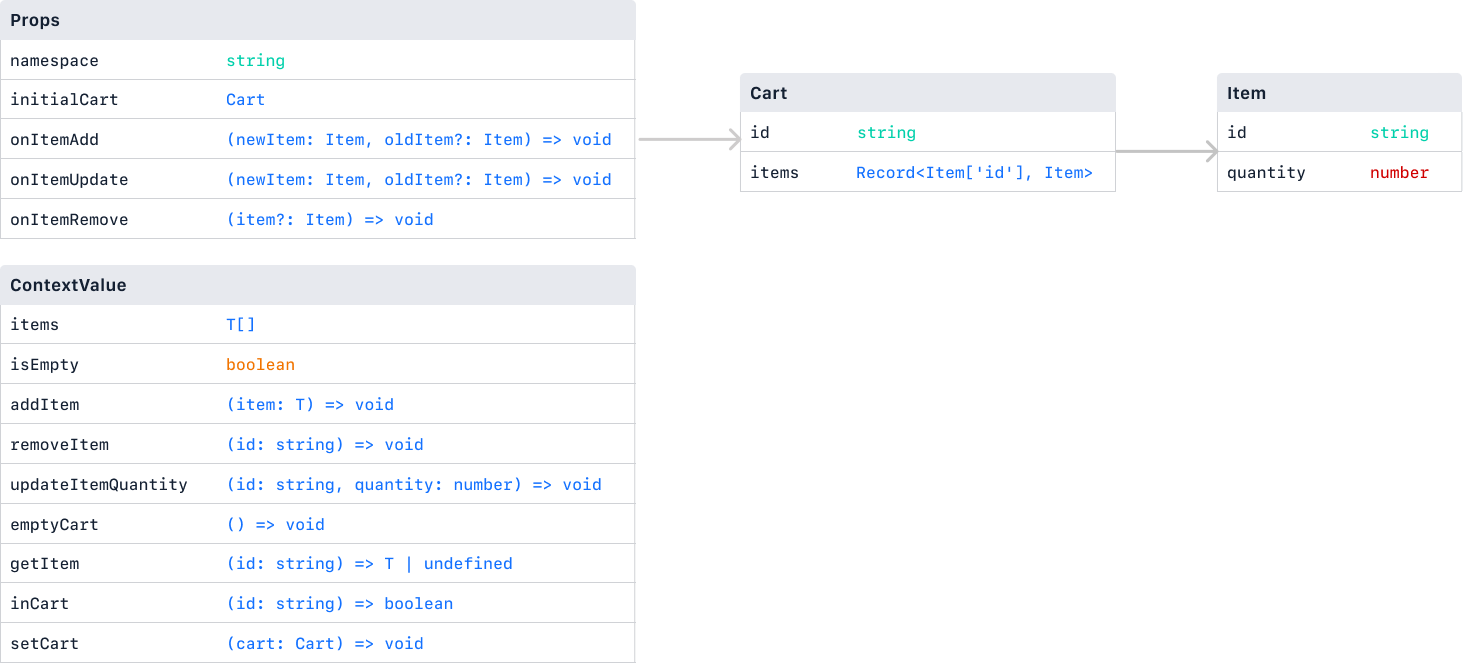 Props
namespace string
initialCart Cart
onItemAdd (newItem: Item, oldItem?: Item) => void
onItemUpdate (newItem: Item, oldItem?: Item) => void
onItemRemove (item?: Item) => void
Cart
id string
items Record<Item['id'], Item>
Item
id string
quantity number
ContextValue
items T[]
isEmpty boolean
addItem (item: T) => void
removeItem (id: string) => void
updateItemQuantity (id: string, quantity: number) => void
emptyCart () => void
getItem (id: string) => T | undefined
inCart (id: string) => boolean
setCart (cart: Cart) => void